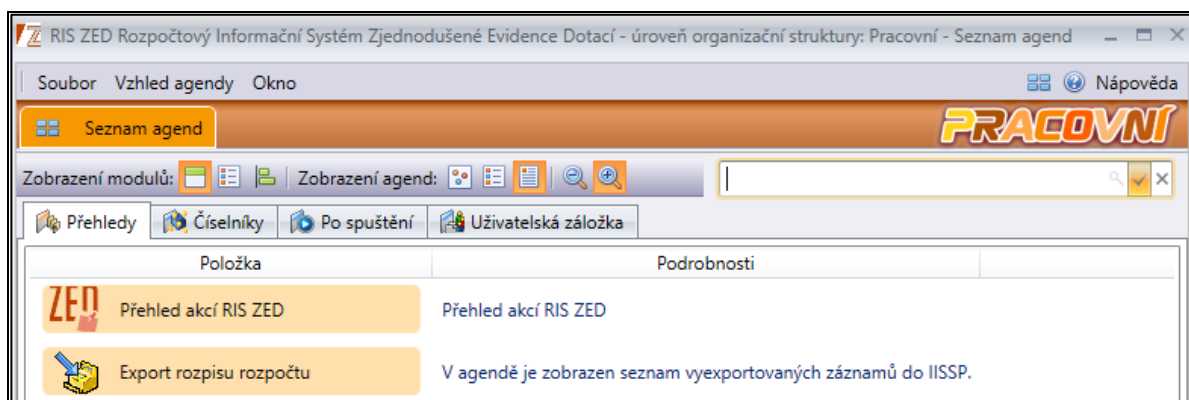 RIS ZED Rozpočtový Informační Systém Zjednodušené Evidence Dotací - úroveň organizační struktury: Pracovní - Seznam agend
Soubor Vzhled agendy Okno Nápověda
Seznam agend PRACOVNÍ
Zobrazení modulů: Zobrazení agend:
Přehledy Číselníky Po spuštění Uživatelská záložka
Položka Podrobnosti
ZED Přehled akcí RIS ZED Přehled akcí RIS ZED
Export rozpisu rozpočtu V agendě je zobrazen seznam vyexportovaných záznamů do IISSP.